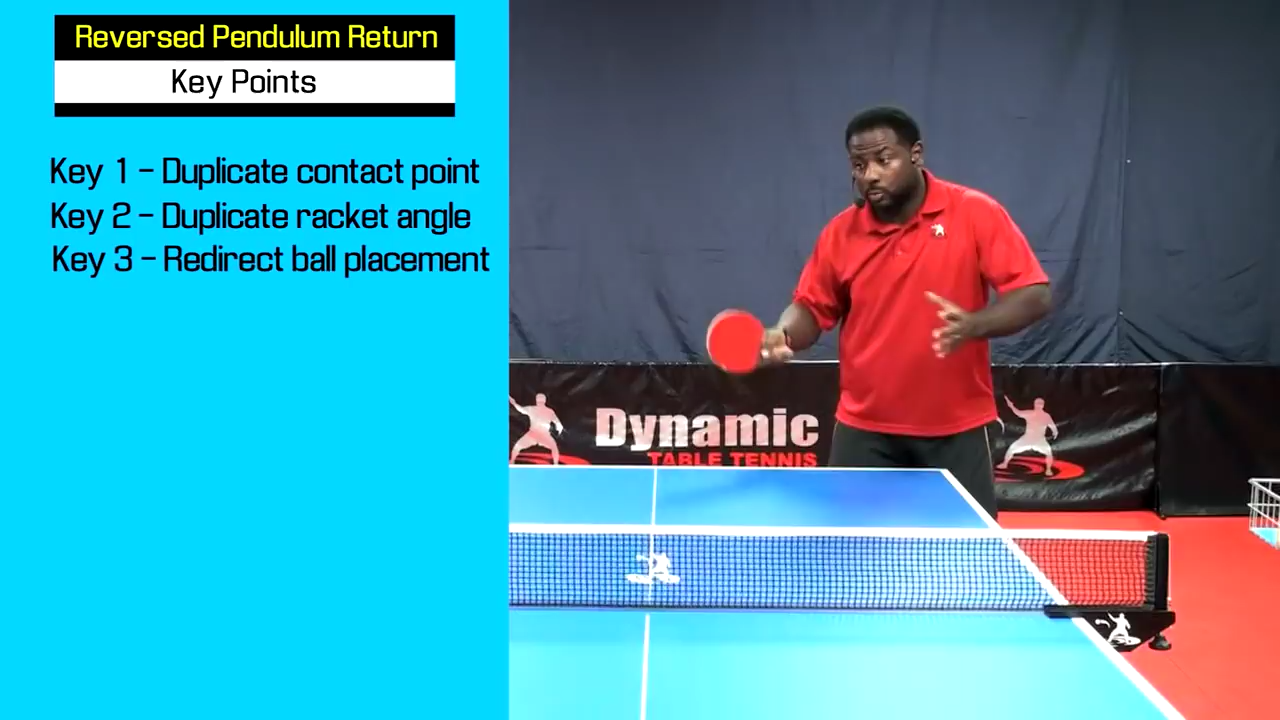 Reversed Pendulum Return
Key Points
Key 1 - Duplicate contact point
Key 2 - Duplicate racket angle
Key 3 - Redirect ball placement
Dynamic
TABLE TENNIS